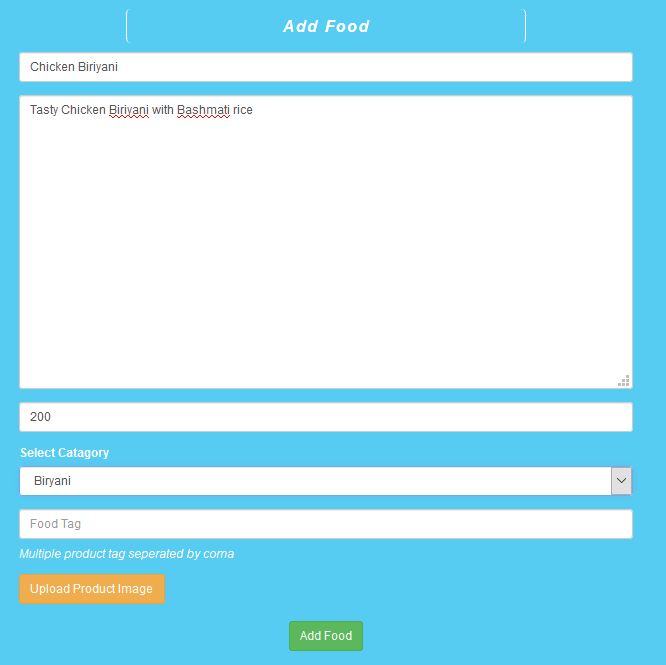 Add Food
Chicken Biriyani
Tasty Chicken Biriyani with Bashmati rice
200
Select Catagory
Biryani
Food Tag
Multiple product tag seperated by coma
Upload Product Image
Add Food